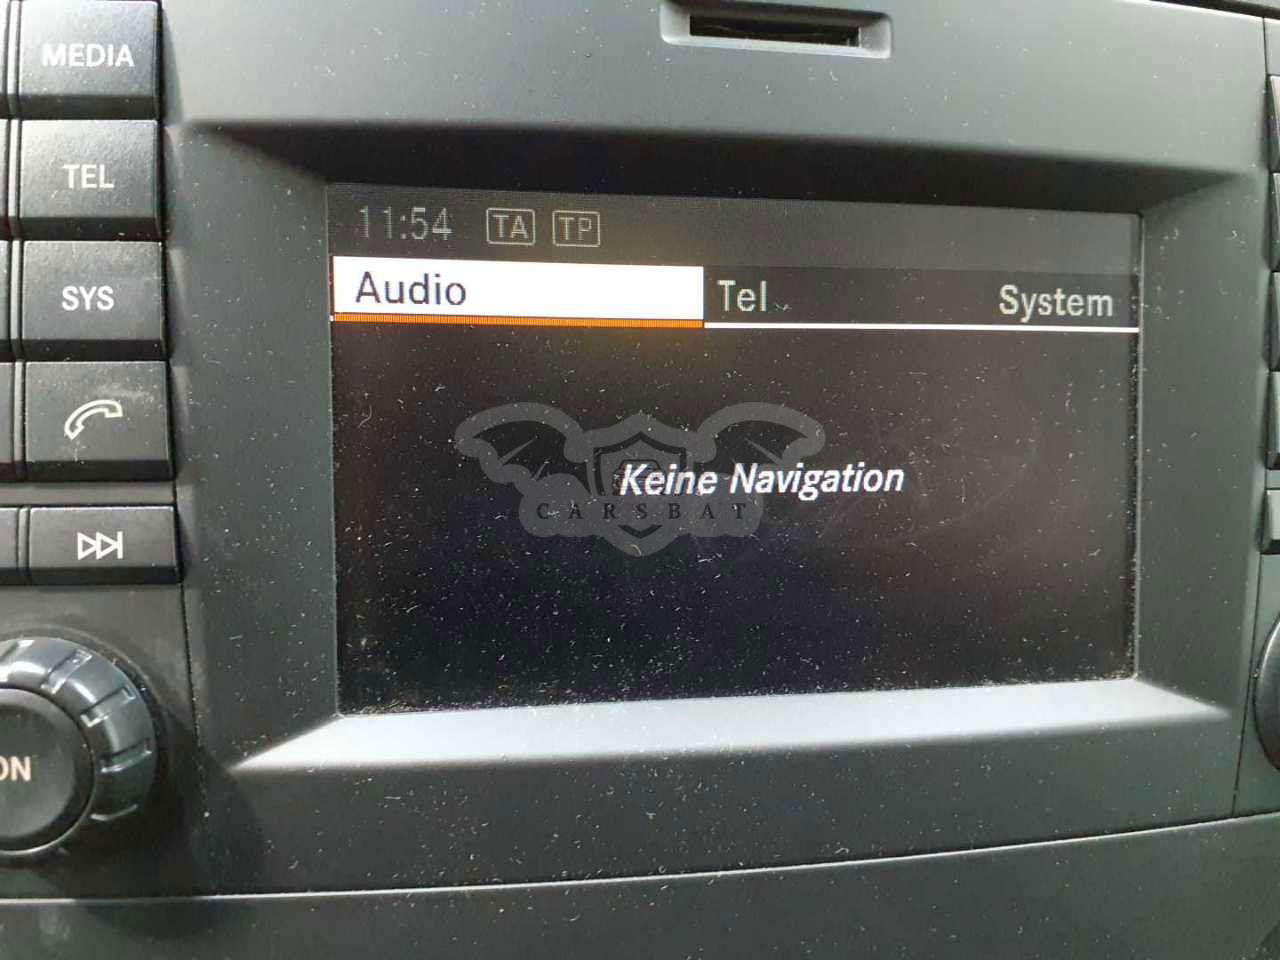 MEDIA
TEL
SYS
ON
11:54 TA TP
Audio Tel System
Keine Navigation
CARSBAT